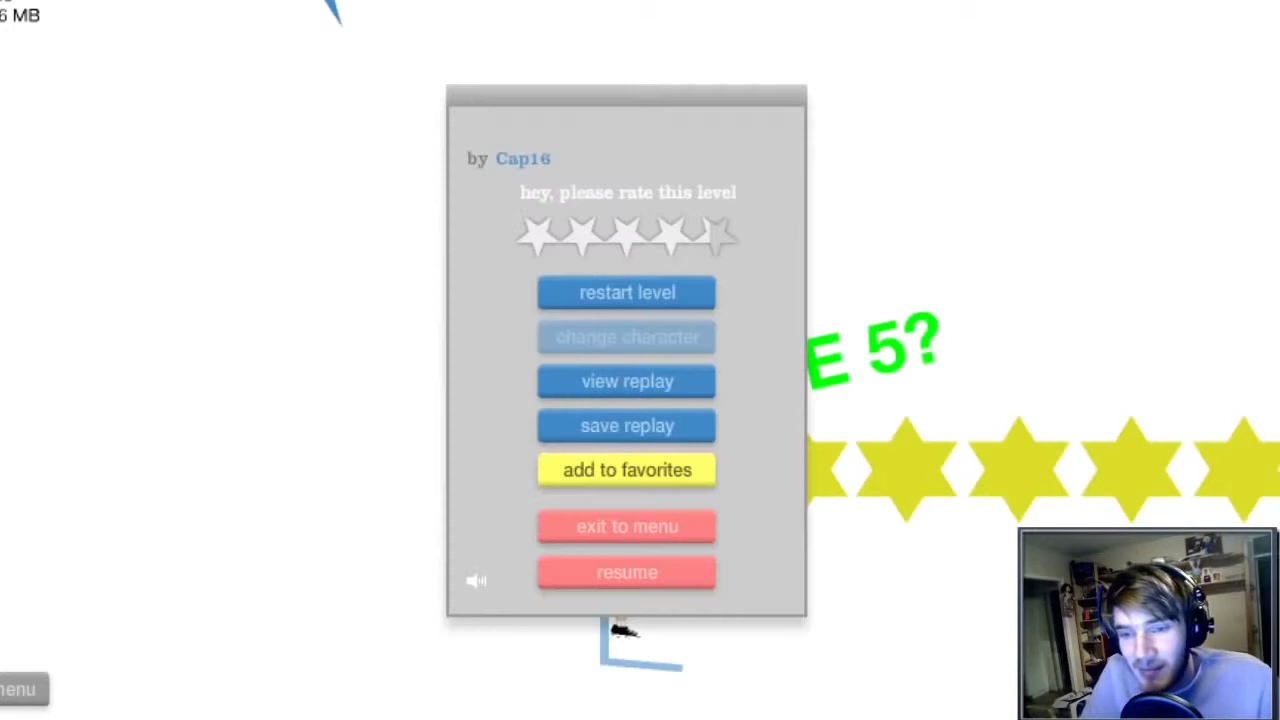 6 MB
by Cap16
hey, please rate this level
restart level
change character
view replay
save replay
add to favorites
exit to menu
resume
E 5?
menu